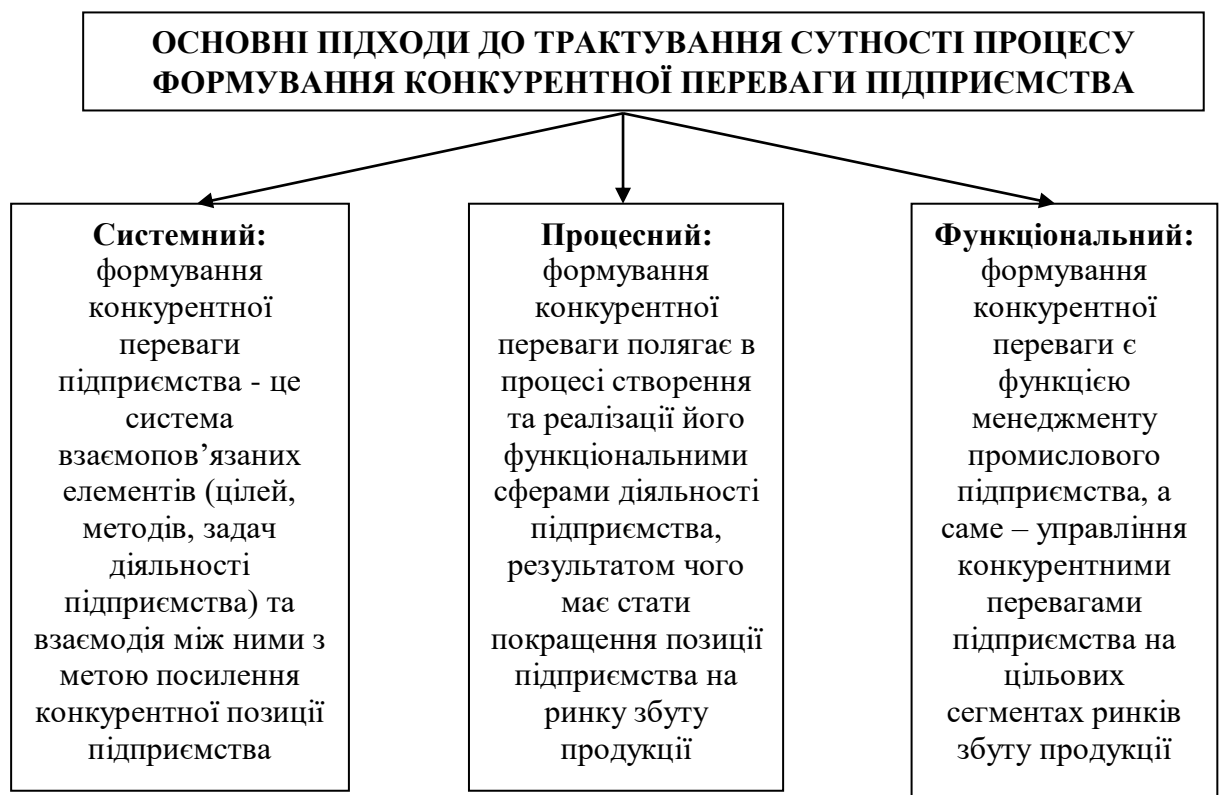 ОСНОВНІ ПІДХОДИ ДО ТРАКТУВАННЯ СУТНОСТІ ПРОЦЕСУ
ФОРМУВАННЯ КОНКУРЕНТНОЇ ПЕРЕВАГИ ПІДПРИЄМСТВА
Системний:
формування
конкурентної
переваги
підприємства - це
система
взаємопов’язаних
елементів (цілей,
методів, задач
діяльності
підприємства) та
взаємодія між ними з
метою посилення
конкурентної позиції
підприємства
Процесний:
формування
конкурентної
переваги полягає в
процесі створення
та реалізації його
функціональними
сферами діяльності
підприємства,
результатом чого
має стати
покращення позиції
підприємства на
ринку збуту
продукції
Функціональний:
формування
конкурентної
переваги є
функцією
менеджменту
промислового
підприємства, а
саме – управління
конкурентними
перевагами
підприємства на
цільових
сегментах ринків
збуту продукції